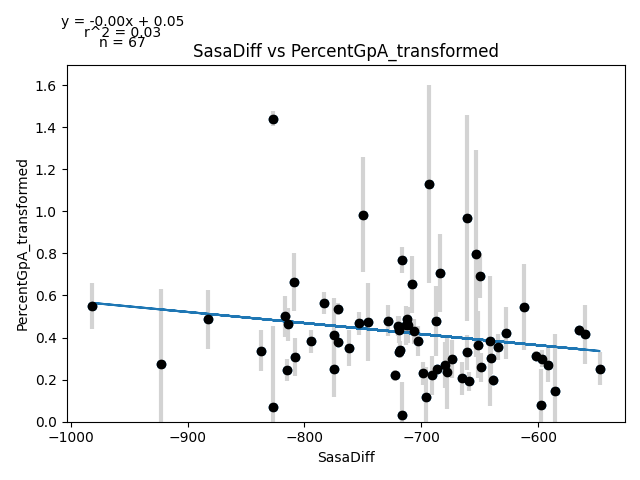 y = -0.00x + 0.05
r^2 = 0.03
n = 67
SasaDiff vs PercentGpA_transformed
PercentGpA_transformed
1.6
1.4
1.2
1.0
0.8
0.6
0.4
0.2
0.0
−1000 −900 −800 −700 −600
SasaDiff